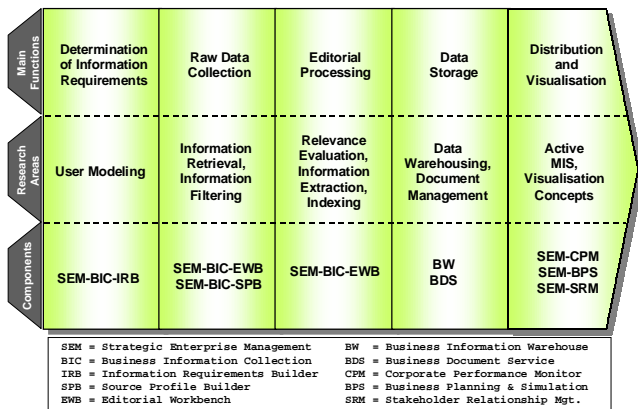 Main
Functions
Determination
of Information
Requirements
Raw Data
Collection
Editorial
Processing
Data
Storage
Distribution
and
Visualisation
Research
Areas
User Modeling
Information
Retrieval,
Information
Filtering
Relevance
Evaluation,
Information
Extraction,
Indexing
Data
Warehousing,
Document
Management
Active
MIS,
Visualisation
Concepts
Components
SEM-BIC-IRB
SEM-BIC-EWB
SEM-BIC-SPB
SEM-BIC-EWB
BW
BDS
SEM-CPM
SEM-BPS
SEM-SRM
SEM = Strategic Enterprise Management
BIC = Business Information Collection
IRB = Information Requirements Builder
SPB = Source Profile Builder
EWB = Editorial Workbench
BW = Business Information Warehouse
BDS = Business Document Service
CPM = Corporate Performance Monitor
BPS = Business Planning & Simulation
SRM = Stakeholder Relationship Mgt.